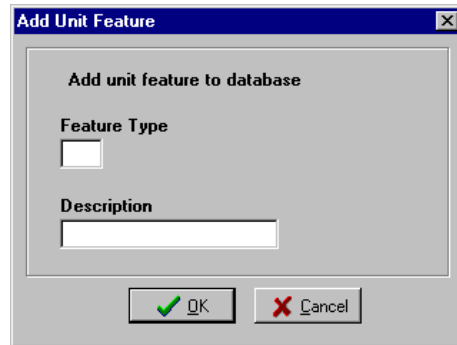 Add Unit Feature
Add unit feature to database
Feature Type
Description
OK
Cancel